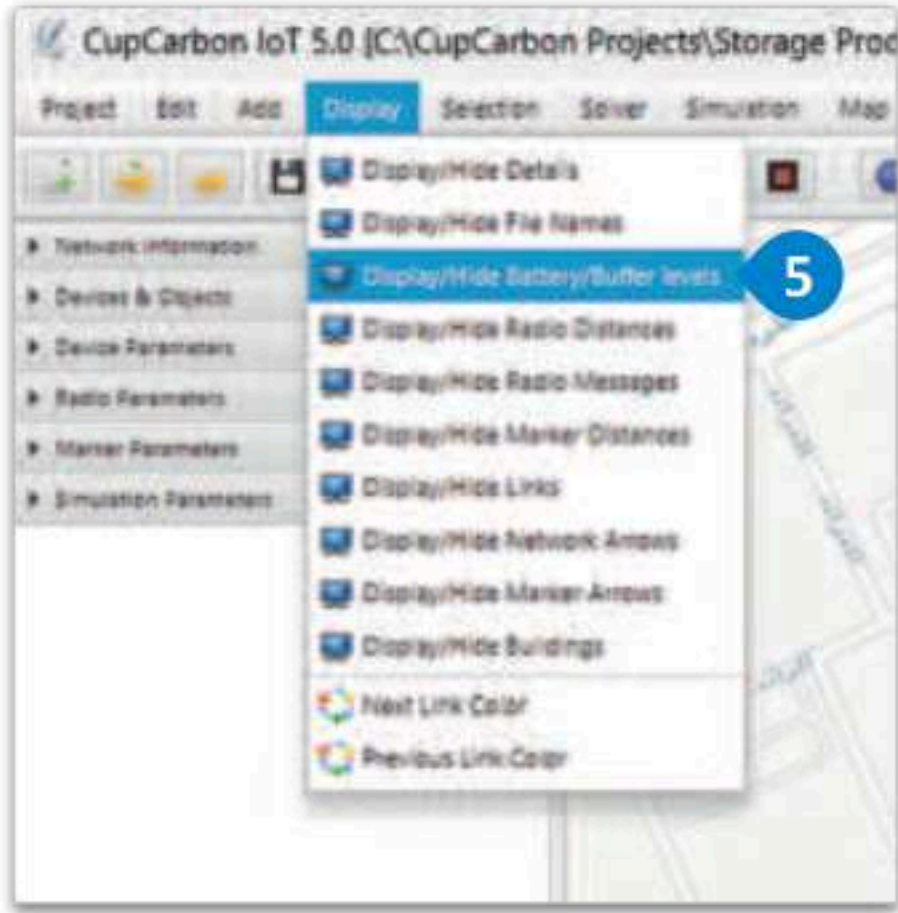 CupCarbon IoT 5.0 [C:\CupCarbon Projects\Storage Prod
Project Edit Add Display Selection Solver Simulation Map
Display/Hide Details
Display/Hide File Names
Display/Hide Battery/Buffer levels
5
Display/Hide Radio Distances
Display/Hide Radio Messages
Display/Hide Marker Distances
Display/Hide Links
Display/Hide Network Arrows
Display/Hide Marker Arrows
Display/Hide Buildings
Next Link Color
Previous Link Color
Network Information
Devices & Objects
Device Parameters
Radio Parameters
Marker Parameters
Simulation Parameters